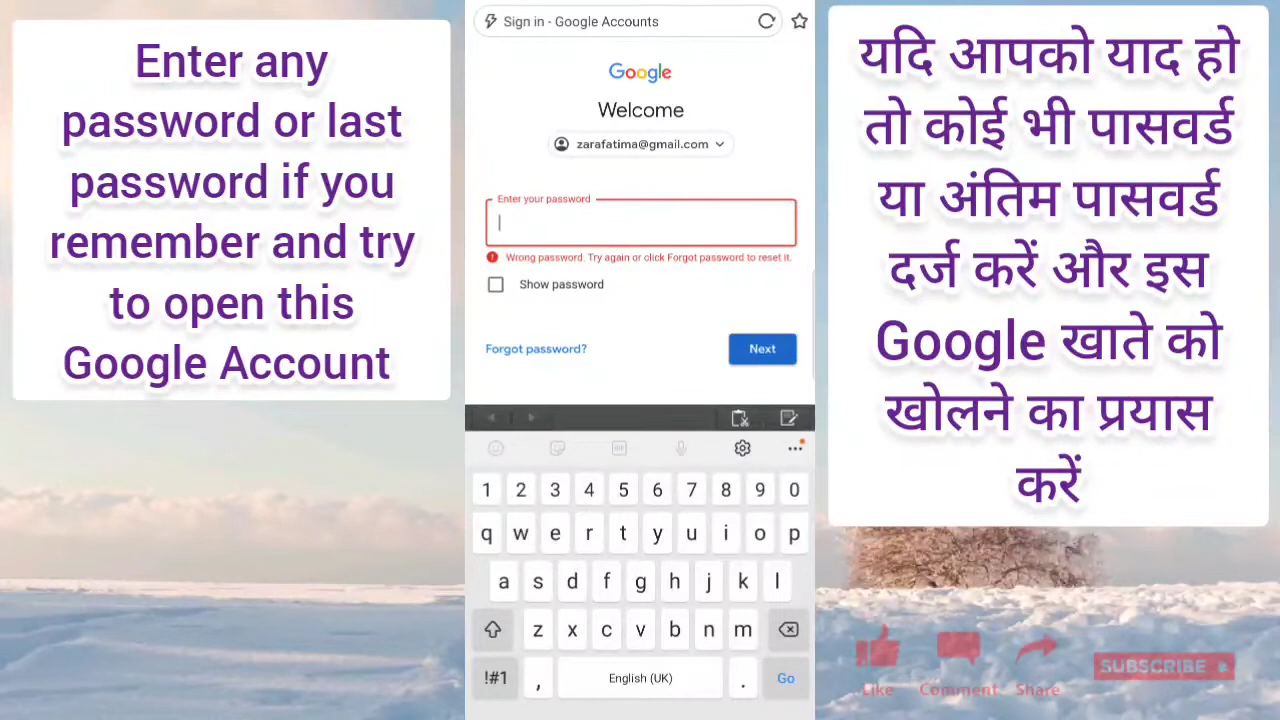 Enter any
password or last
password if you
remember and try
to open this
Google Account
Sign in - Google Accounts
Google
Welcome
zarafatima@gmail.com
Enter your password
Wrong password. Try again or click Forgot password to reset it.
Show password
Forgot password?
Next
GIF
1 2 3 4 5 6 7 8 9 0
q w e r t y u i o p
a s d f g h j k l
z x c v b n m
!#1 , English (UK) . Go
यदि आपको याद हो
तो कोई भी पासवर्ड
या अंतिम पासवर्ड
दर्ज करें और इस
Google खाते को
खोलने का प्रयास
करें
Like Comment Share
SUBSCRIBE